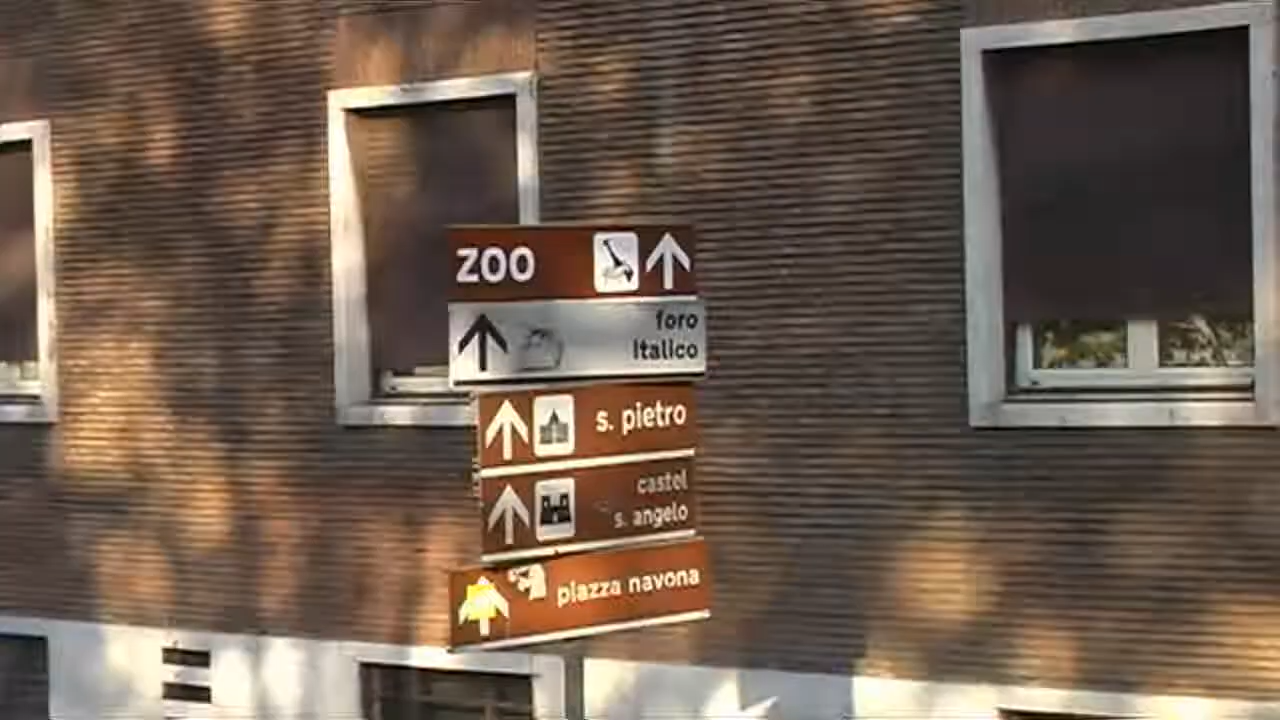 ZOO
foro
Italico
s. pietro
castel
s. angelo
piazza navona